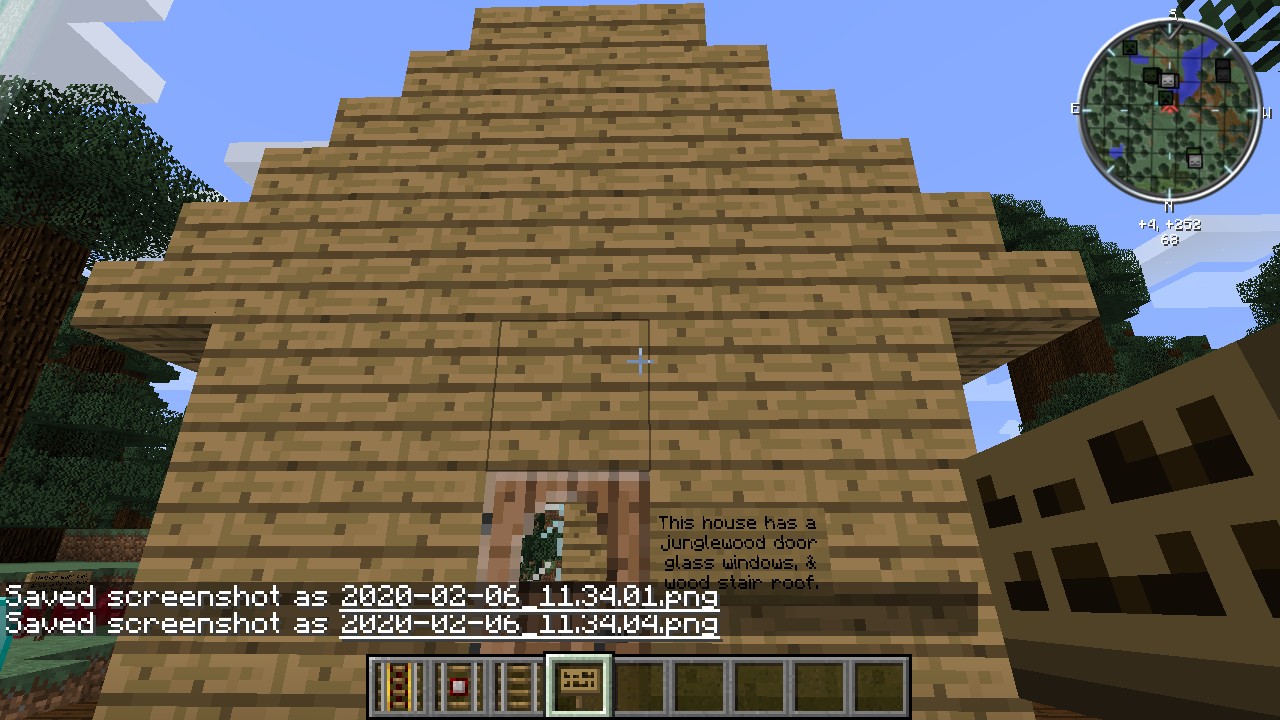 S
E
W
N
+4, +252
68
This house has a
junglewood door
glass windows, &
wood stair roof.
Saved screenshot as 2020-02-06_11.34.01.png
Saved screenshot as 2020-02-06_11.34.04.png